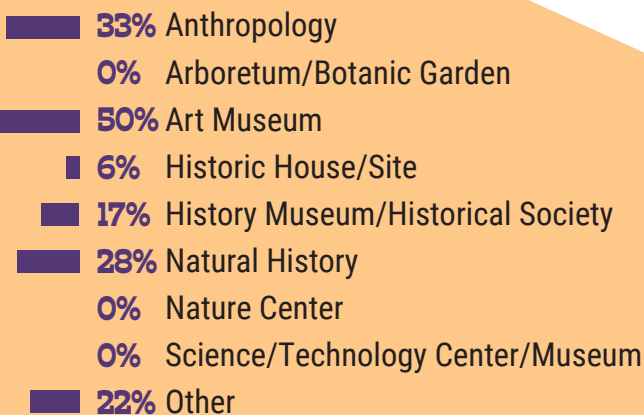 33% Anthropology
0% Arboretum/Botanic Garden
50% Art Museum
6% Historic House/Site
17% History Museum/Historical Society
28% Natural History
0% Nature Center
0% Science/Technology Center/Museum
22% Other